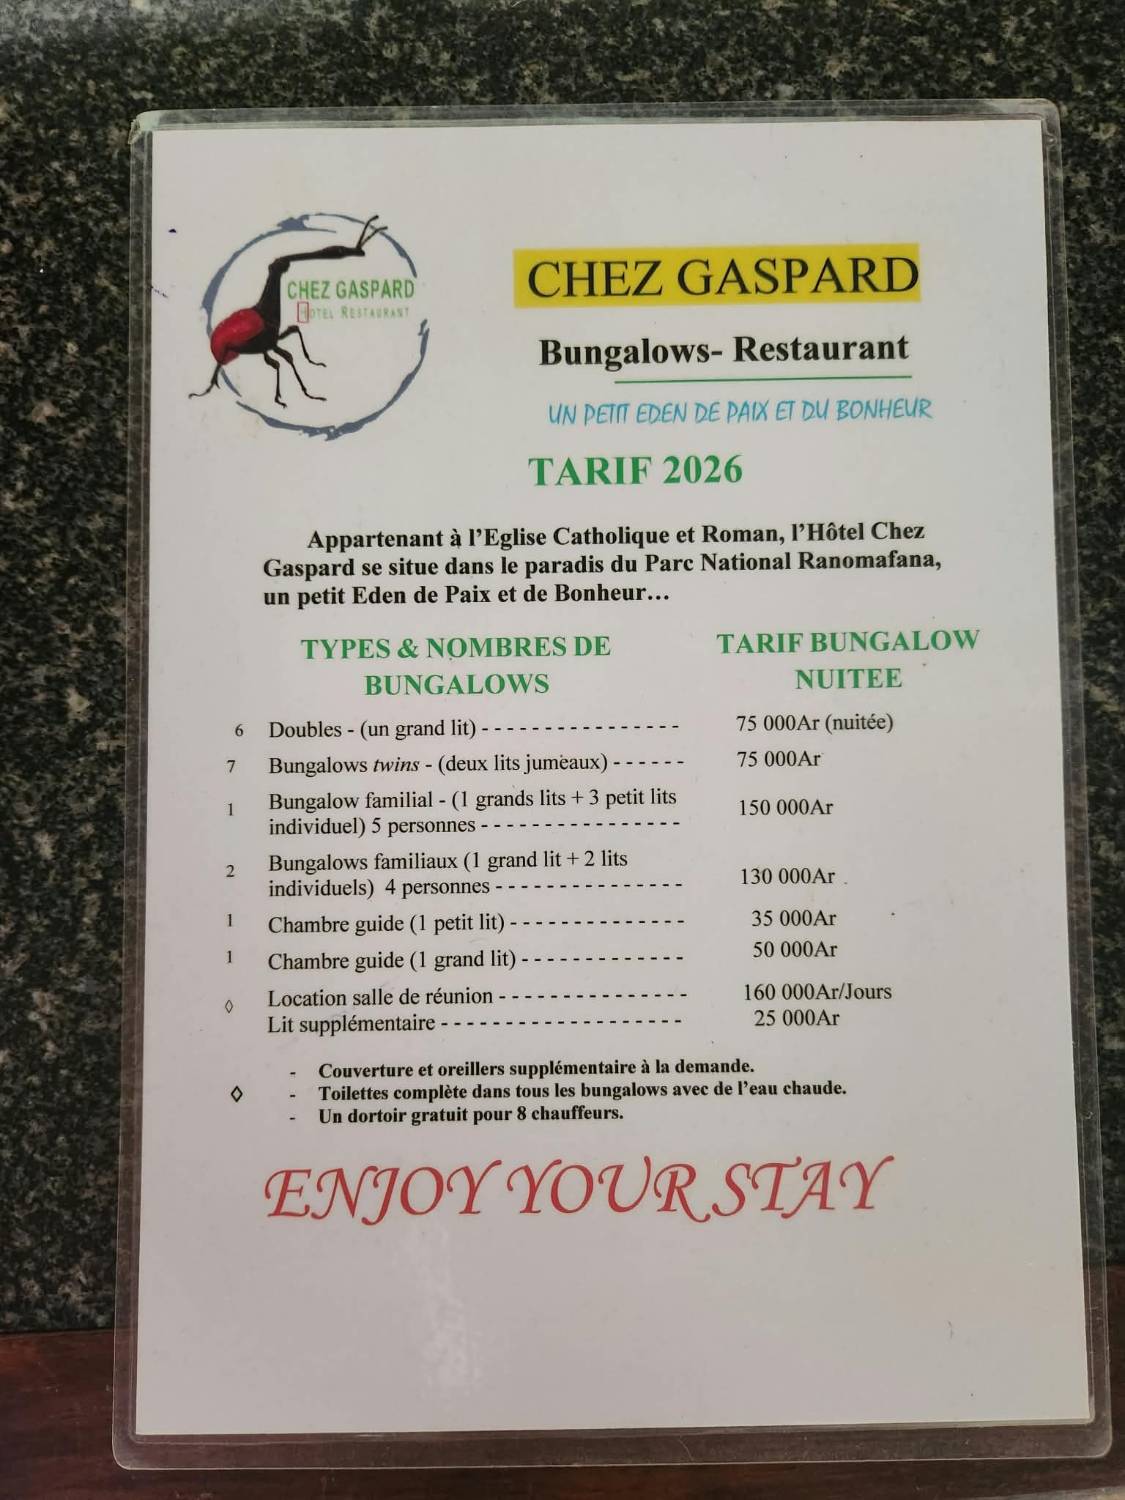 CHEZ GASPARD
HOTEL RESTAURANT
CHEZ GASPARD
Bungalows- Restaurant
UN PETIT EDEN DE PAIX ET DU BONHEUR
TARIF 2026
Appartenant à l'Eglise Catholique et Roman, l'Hôtel Chez
Gaspard se situe dans le paradis du Parc National Ranomafana,
un petit Eden de Paix et de Bonheur...
TYPES & NOMBRES DE
BUNGALOWS
TARIF BUNGALOW
NUITEE
6 Doubles - (un grand lit) - - - - - - - - - - - - - - - - 75 000Ar (nuitée)
7 Bungalows twins - (deux lits jumeaux) - - - - - - 75 000Ar
1 Bungalow familial - (1 grands lits + 3 petit lits
individuel) 5 personnes - - - - - - - - - - - - - - - - 150 000Ar
2 Bungalows familiaux (1 grand lit + 2 lits
individuels) 4 personnes - - - - - - - - - - - - - - - 130 000Ar
1 Chambre guide (1 petit lit) - - - - - - - - - - - - - - 35 000Ar
1 Chambre guide (1 grand lit) - - - - - - - - - - - - - 50 000Ar
◊ Location salle de réunion - - - - - - - - - - - - - - - 160 000Ar/Jours
Lit supplémentaire - - - - - - - - - - - - - - - - - - - 25 000Ar
- Couverture et oreillers supplémentaire à la demande.
◊ - Toilettes complète dans tous les bungalows avec de l'eau chaude.
- Un dortoir gratuit pour 8 chauffeurs.
ENJOY YOUR STAY